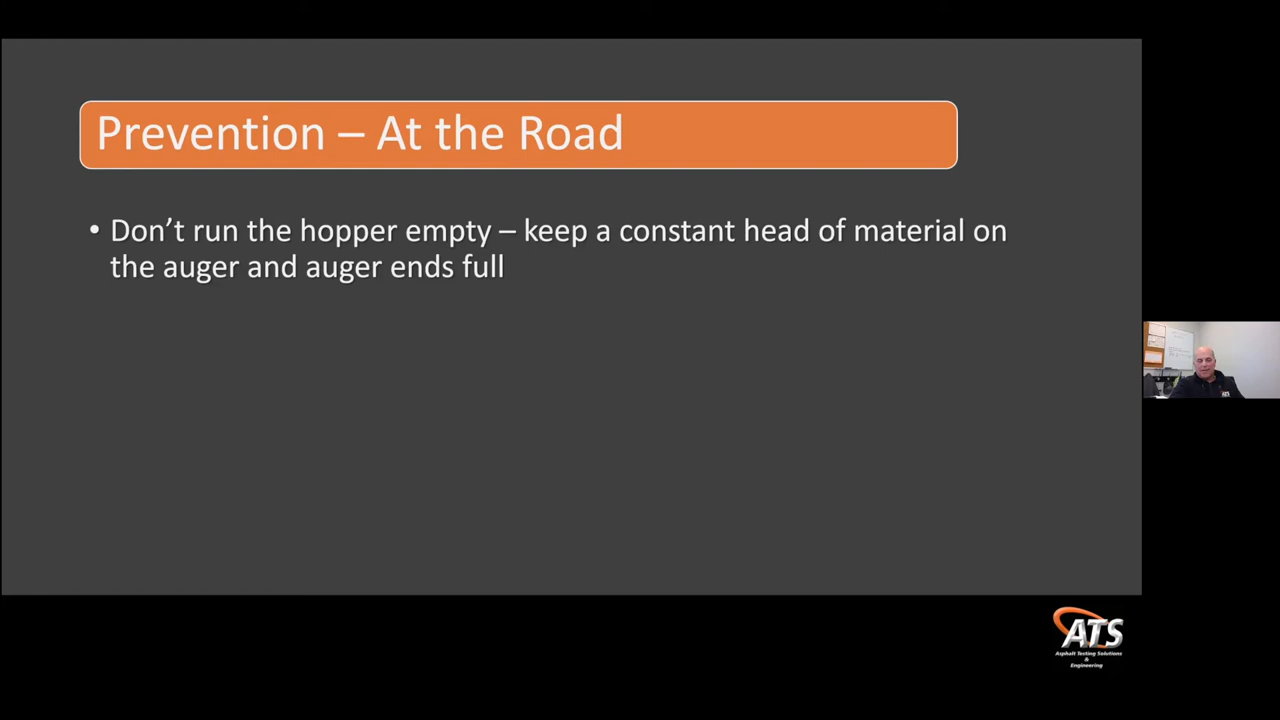 Prevention – At the Road
• Don’t run the hopper empty – keep a constant head of material on
the auger and auger ends full
ATS
Asphalt Testing Solutions
&
Engineering